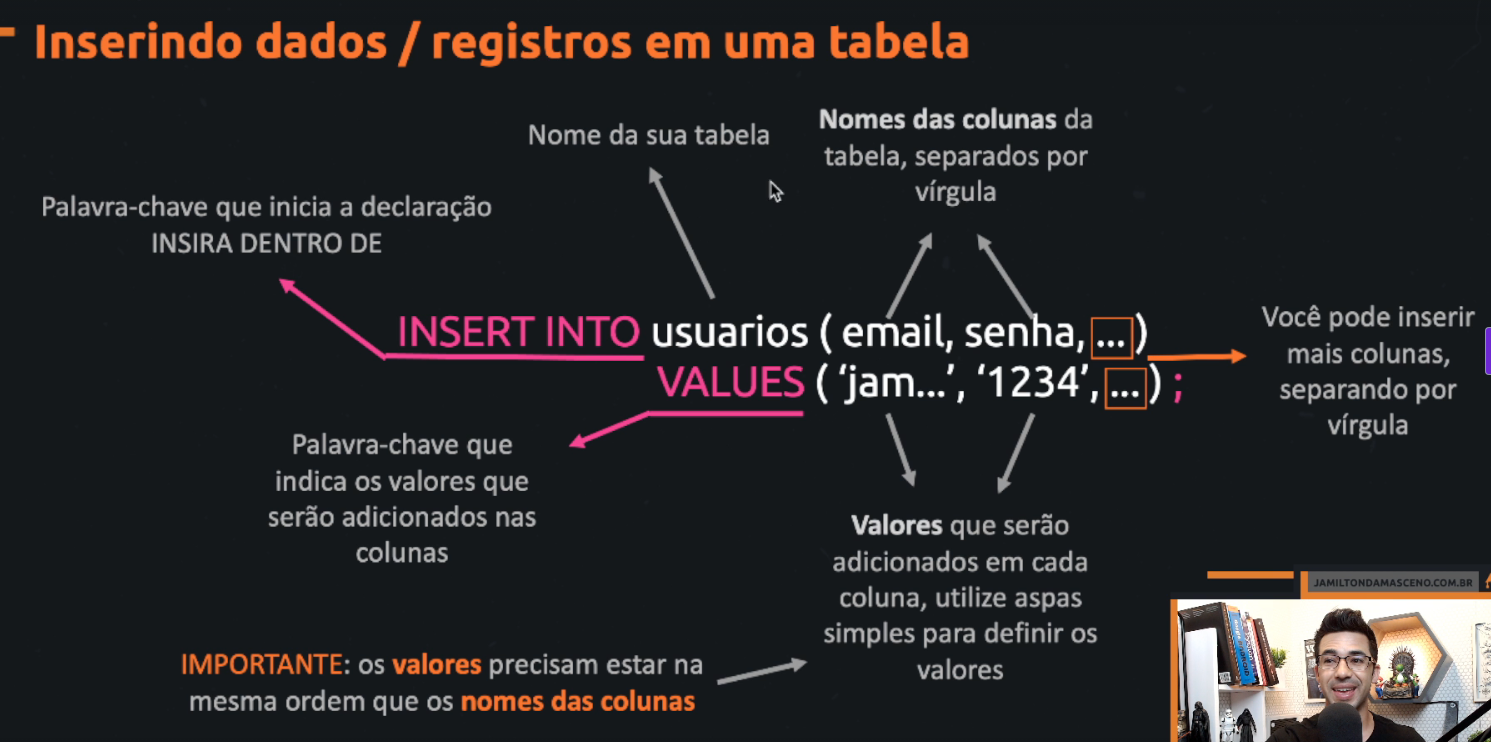 Inserindo dados / registros em uma tabela
Nome da sua tabela
Nomes das colunas da
tabela, separados por
vírgula
Palavra-chave que inicia a declaração
INSIRA DENTRO DE
INSERT INTO usuarios ( email, senha, ... )
VALUES ( ‘jam...’, ‘1234’, ... ) ;
Você pode inserir
mais colunas,
separando por
vírgula
Palavra-chave que
indica os valores que
serão adicionados nas
colunas
Valores que serão
adicionados em cada
coluna, utilize aspas
simples para definir os
valores
IMPORTANTE: os valores precisam estar na
mesma ordem que os nomes das colunas
JAMILTONDAMASCENO.COM.BR